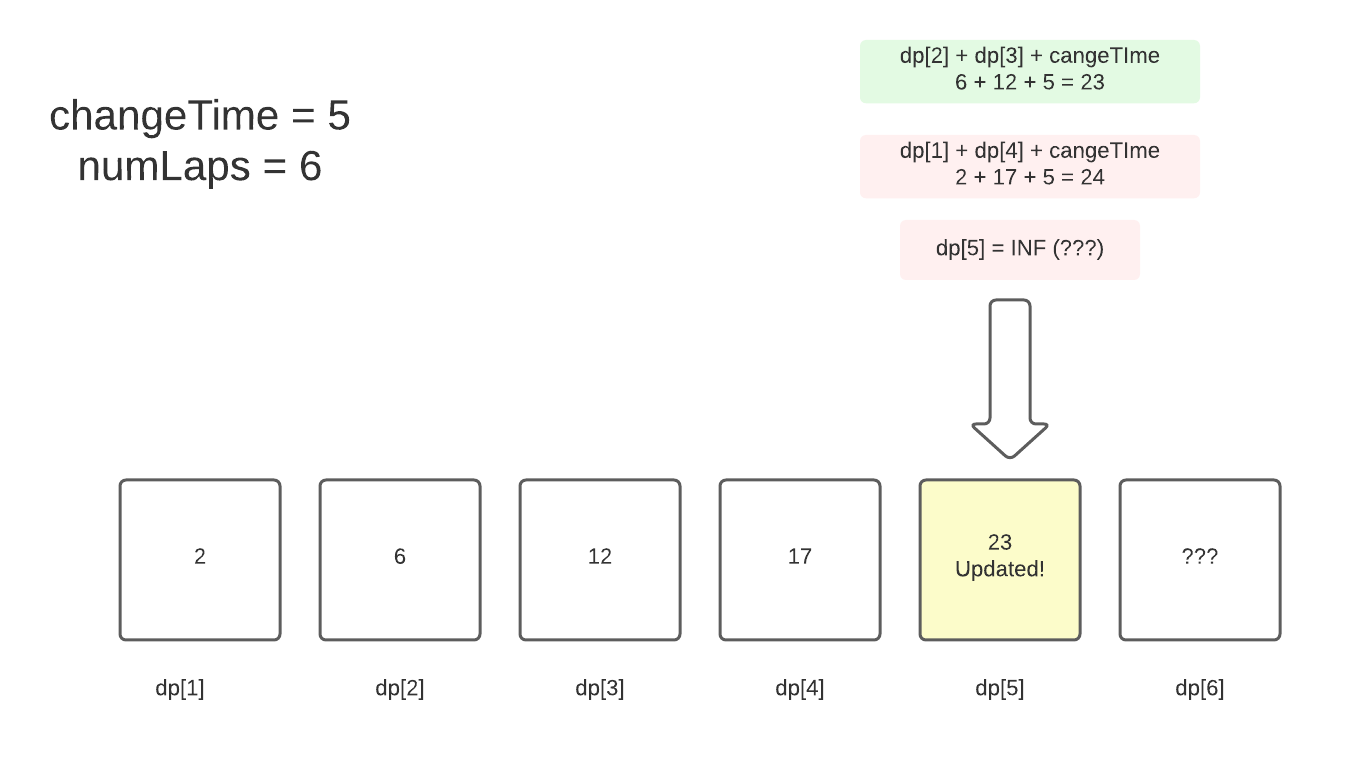 changeTime = 5
numLaps = 6
dp[2] + dp[3] + cangeTIme
6 + 12 + 5 = 23
dp[1] + dp[4] + cangeTIme
2 + 17 + 5 = 24
dp[5] = INF (???)
2
6
12
17
23
Updated!
???
dp[1]
dp[2]
dp[3]
dp[4]
dp[5]
dp[6]